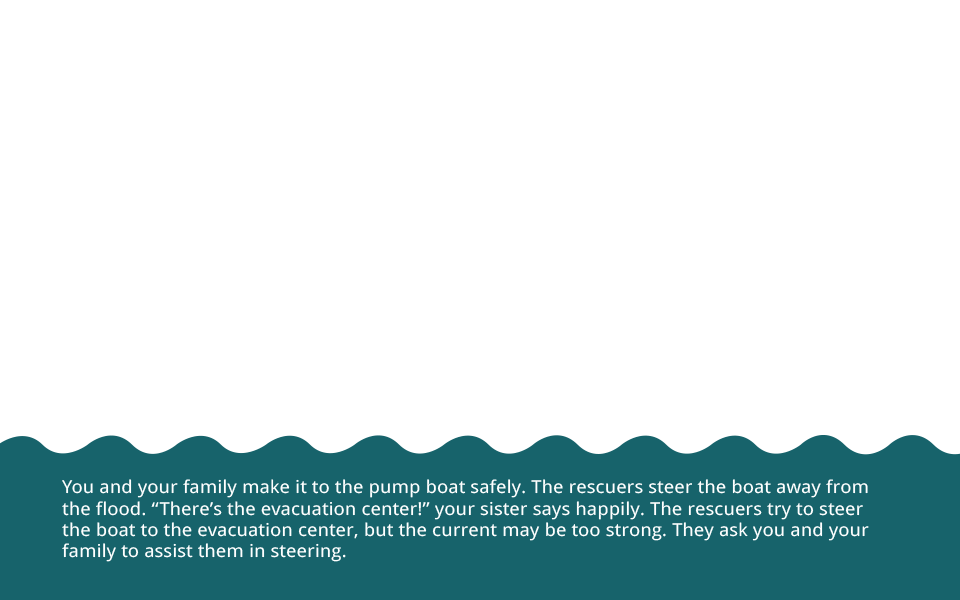 You and your family make it to the pump boat safely. The rescuers steer the boat away from
the flood. “There’s the evacuation center!” your sister says happily. The rescuers try to steer
the boat to the evacuation center, but the current may be too strong. They ask you and your
family to assist them in steering.